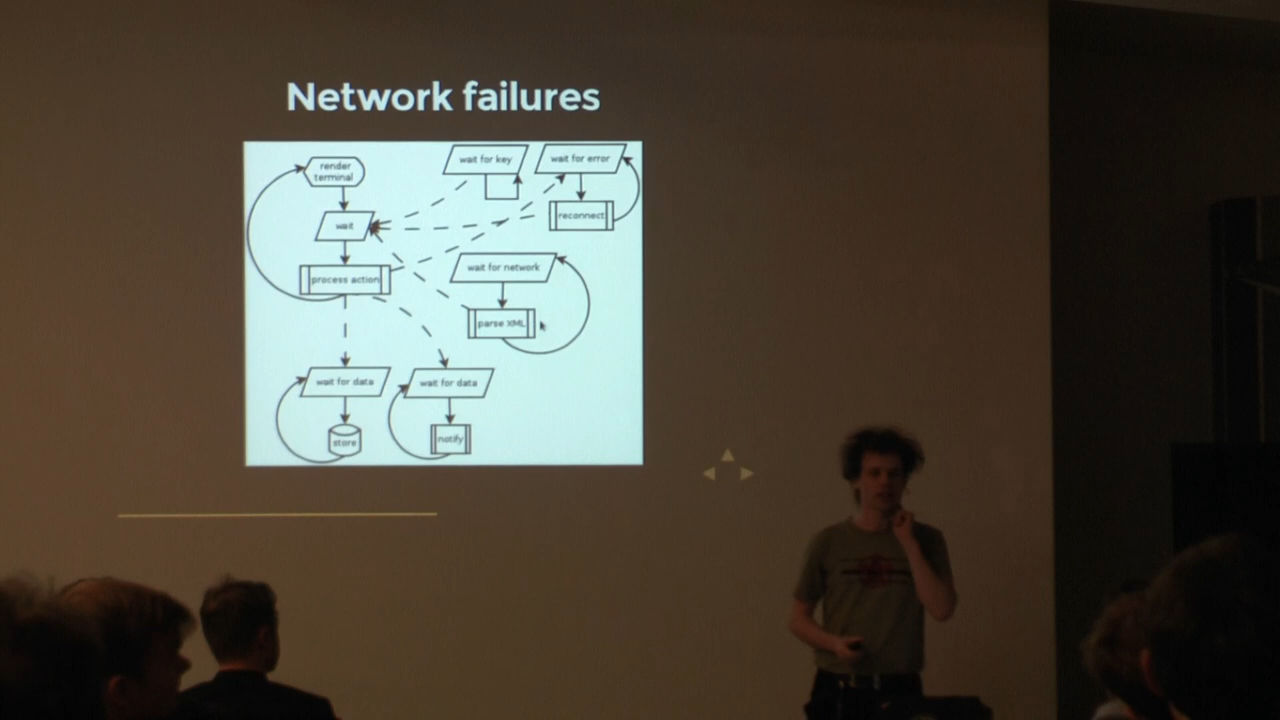 Network failures
render
terminal
wait for key
wait for error
wait
reconnect
process action
wait for network
parse XML
wait for data
wait for data
store
notify